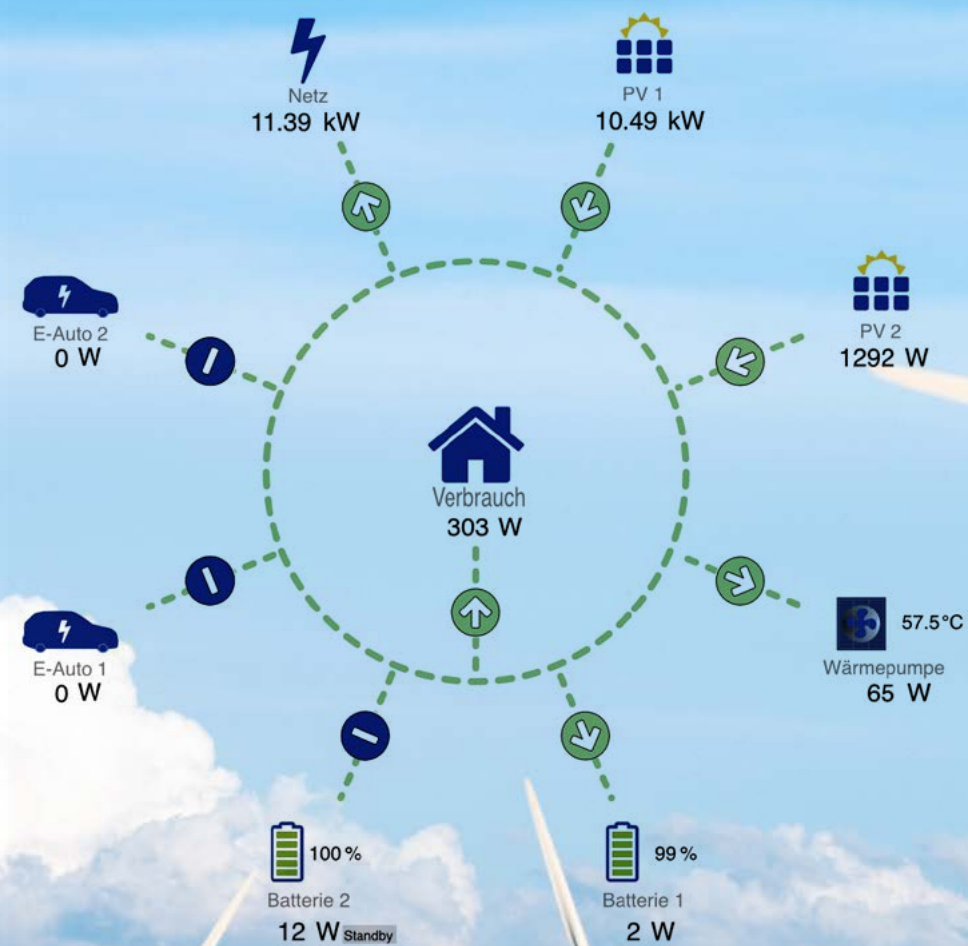 Netz
11.39 kW
PV 1
10.49 kW
E-Auto 2
0 W
PV 2
1292 W
Verbrauch
303 W
E-Auto 1
0 W
57.5°C
Wärmepumpe
65 W
100 %
Batterie 2
12 W Standby
99 %
Batterie 1
2 W